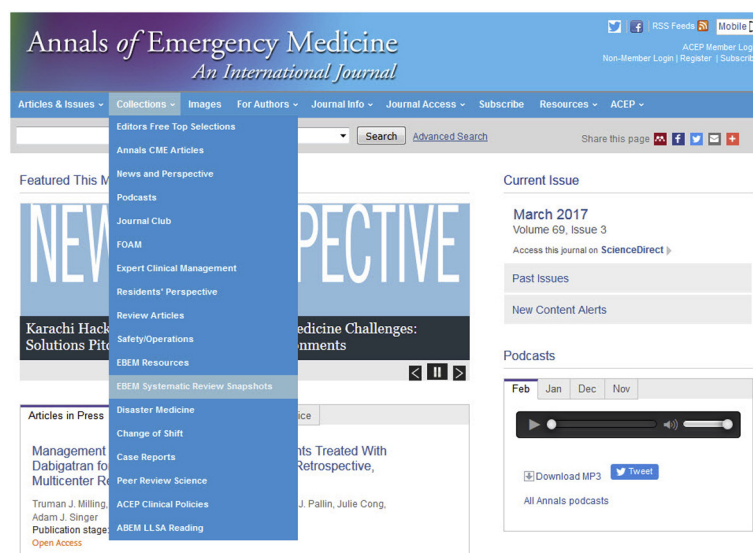 Annals of Emergency Medicine
An International Journal
RSS Feeds
Mobile
ACEP Member Log
Non-Member Login | Register | Subscrib
Articles & Issues
Collections
Images
For Authors
Journal Info
Journal Access
Subscribe
Resources
ACEP
Search
Advanced Search
Share this page
Editors Free Top Selections
Annals CME Articles
News and Perspective
Podcasts
Journal Club
FOAM
Expert Clinical Management
Residents' Perspective
Review Articles
Safety/Operations
EBEM Resources
EBEM Systematic Review Snapshots
Disaster Medicine
Change of Shift
Case Reports
Peer Review Science
ACEP Clinical Policies
ABEM LLSA Reading
Featured This M
NEW PECTIVE
Karachi Hack edicine Challenges:
Solutions Pitc nments
Articles in Press ice
Management nts Treated With
Dabigatran fo Retrospective,
Multicenter Re
Truman J. Milling, J. Pallin, Julie Cong,
Adam J. Singer
Publication stage:
Open Access
Current Issue
March 2017
Volume 69, Issue 3
Access this journal on ScienceDirect
Past Issues
New Content Alerts
Podcasts
Feb Jan Dec Nov
Download MP3
Tweet
All Annals podcasts